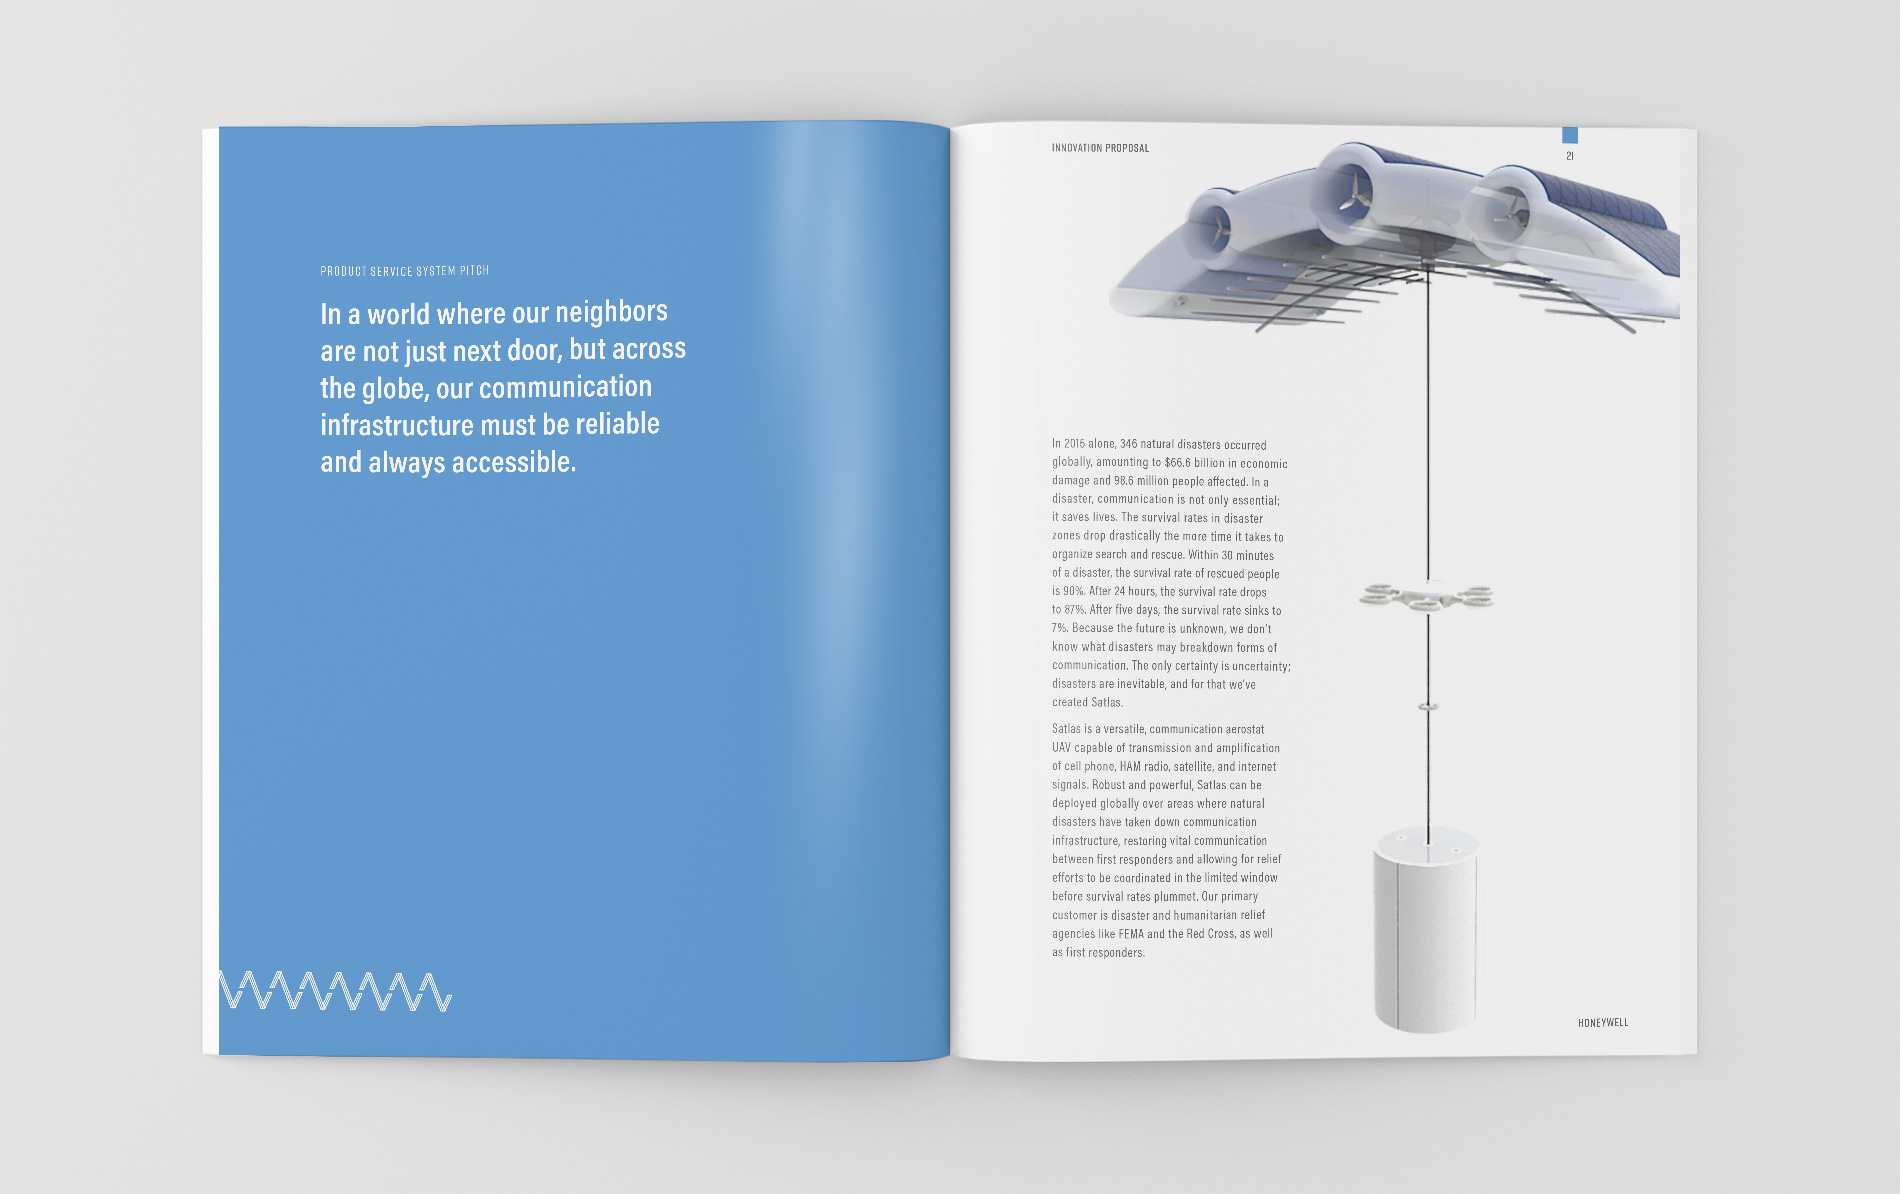 PRODUCT SERVICE SYSTEM PITCH
In a world where our neighbors
are not just next door, but across
the globe, our communication
infrastructure must be reliable
and always accessible.
INNOVATION PROPOSAL
21
In 2015 alone, 346 natural disasters occurred
globally, amounting to $66.6 billion in economic
damage and 98.6 million people affected. In a
disaster, communication is not only essential;
it saves lives. The survival rates in disaster
zones drop drastically the more time it takes to
organize search and rescue. Within 30 minutes
of a disaster, the survival rate of rescued people
is 90%. After 24 hours, the survival rate drops
to 87%. After five days, the survival rate sinks to
7%. Because the future is unknown, we don't
know what disasters may breakdown forms of
communication. The only certainty is uncertainty;
disasters are inevitable, and for that we've
created Satlas.
Satlas is a versatile, communication aerostat
UAV capable of transmission and amplification
of cell phone, HAM radio, satellite, and internet
signals. Robust and powerful, Satlas can be
deployed globally over areas where natural
disasters have taken down communication
infrastructure, restoring vital communication
between first responders and allowing for relief
efforts to be coordinated in the limited window
before survival rates plummet. Our primary
customer is disaster and humanitarian relief
agencies like FEMA and the Red Cross, as well
as first responders.
HONEYWELL